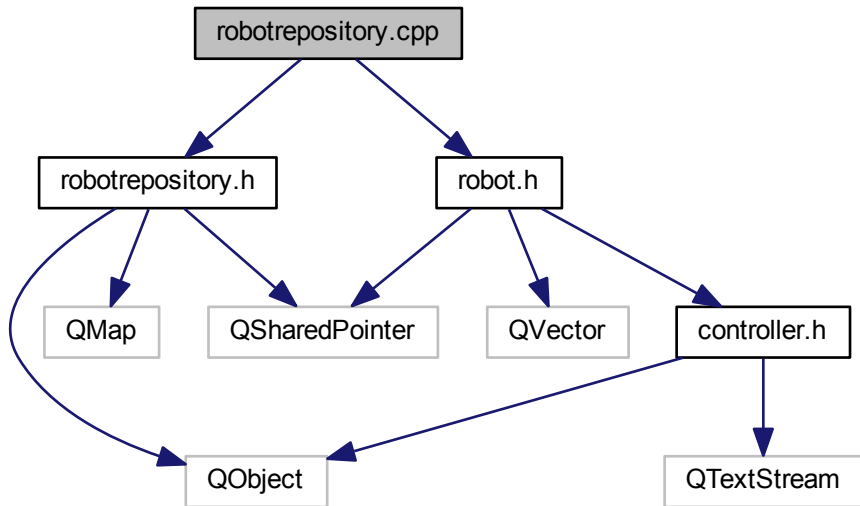 robotrepository.cpp
robotrepository.h
robot.h
QMap
QSharedPointer
QVector
controller.h
QObject
QTextStream